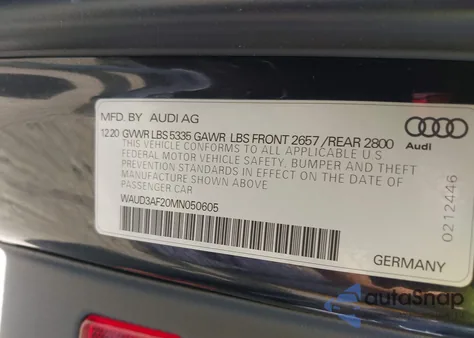 MFD. BY AUDI AG
12 20 GVWR LBS 5335 GAWR LBS FRONT 2657 / REAR 2800
THIS VEHICLE CONFORMS TO ALL APPLICABLE U.S
FEDERAL MOTOR VEHICLE SAFETY, BUMPER AND THEFT
PREVENTION STANDARDS IN EFFECT ON THE DATE
OF MANUFACTURE SHOWN ABOVE
PASSENGER CAR
WAUD3AF20MN050605
Audi
0212446
GERMANY
autoSnap